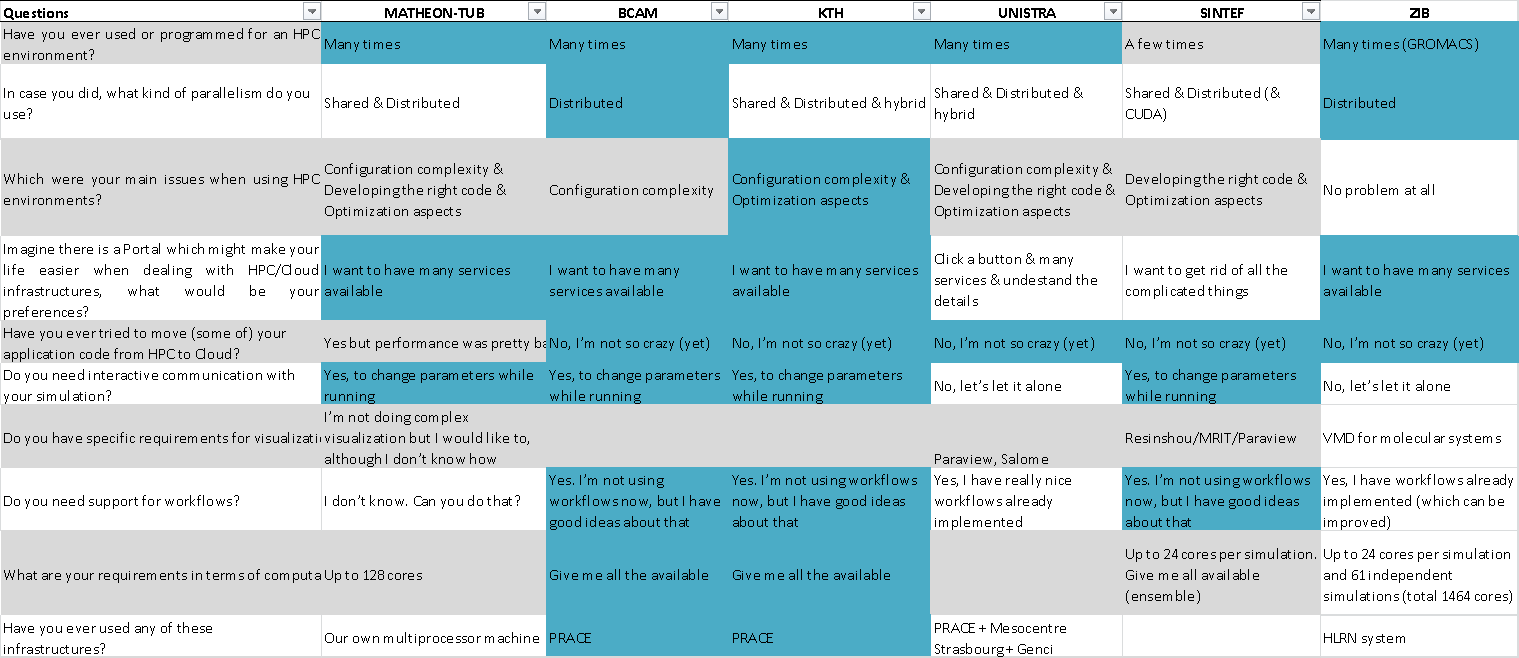 Questions
MATHEON-TUB
BCAM
KTH
UNISTRA
SINTEF
ZIB
Have you ever used or programmed for an HPC
environment?
Many times
Many times
Many times
Many times
A few times
Many times (GROMACS)
In case you did, what kind of parallelism do you
use?
Shared & Distributed
Distributed
Shared & Distributed & hybrid
Shared & Distributed &
hybrid
Shared & Distributed (&
CUDA)
Distributed
Which were your main issues when using HPC
environments?
Configuration complexity &
Developing the right code &
Optimization aspects
Configuration complexity
Configuration complexity &
Optimization aspects
Configuration complexity &
Developing the right code &
Optimization aspects
Developing the right code &
Optimization aspects
No problem at all
Imagine there is a Portal which might make your
life easier when dealing with HPC/Cloud
infrastructures, what would be your
preferences?
I want to have many services
available
I want to have many
services available
I want to have many services
available
Click a button & many
services & undestand the
details
I want to get rid of all the
complicated things
I want to have many services
available
Have you ever tried to move (some of) your
application code from HPC to Cloud?
Yes but performance was pretty ba
No, I'm not so crazy (yet)
No, I'm not so crazy (yet)
No, I'm not so crazy (yet)
No, I'm not so crazy (yet)
No, I'm not so crazy (yet)
Do you need interactive communication with
your simulation?
Yes, to change parameters while
running
Yes, to change parameters
while running
Yes, to change parameters
while running
No, let's let it alone
Yes, to change parameters
while running
No, let's let it alone
Do you have specific requirements for visualizati
I'm not doing complex
visualization but I would like to,
although I don't know how
Paraview, Salome
Resinshou/MRIT/Paraview
VMD for molecular systems
Do you need support for workflows?
I don't know. Can you do that?
Yes. I'm not using
workflows now, but I have
good ideas about that
Yes. I'm not using workflows
now, but I have good ideas
about that
Yes, I have really nice
workflows already
implemented
Yes. I'm not using workflows
now, but I have good ideas
about that
Yes, I have workflows already
implemented (which can be
improved)
What are your requirements in terms of computa
Up to 128 cores
Give me all the available
Give me all the available
Up to 24 cores per simulation.
Give me all available
(ensemble)
Up to 24 cores per simulation
and 61 independent
simulations (total 1464 cores)
Have you ever used any of these
infrastructures?
Our own multiprocessor machine
PRACE
PRACE
PRACE + Mesocentre
Strasbourg + Genci
HLRN system